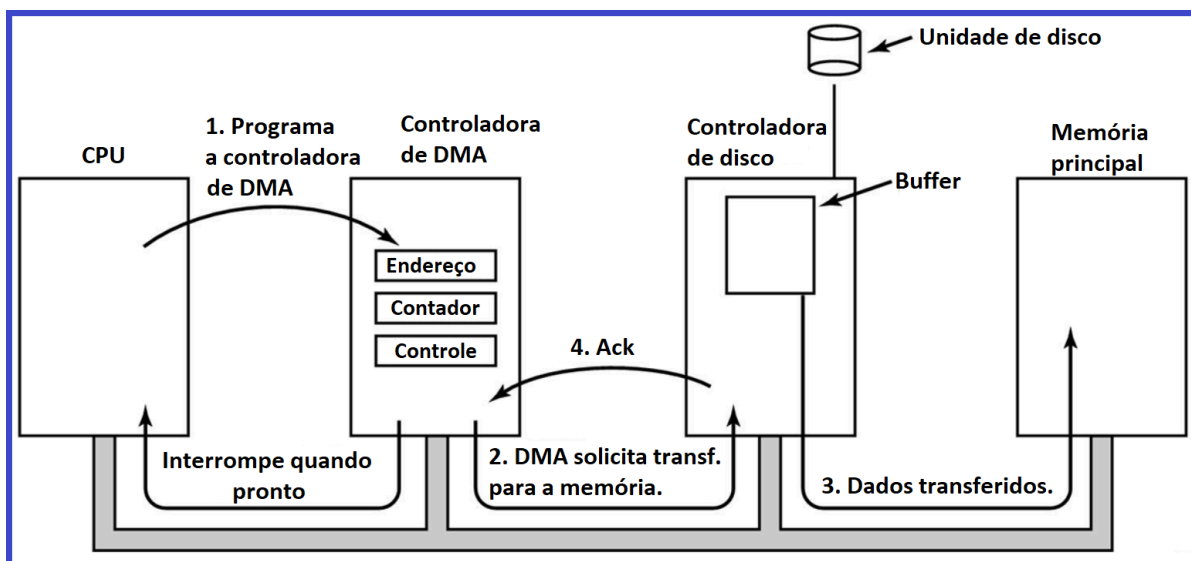 Unidade de disco
1. Programa
a controladora
de DMA
Controladora
de DMA
Controladora
de disco
Memória
principal
CPU
Buffer
Endereço
Contador
Controle
4. Ack
Interrompe quando
pronto
2. DMA solicita transf.
para a memória.
3. Dados transferidos.